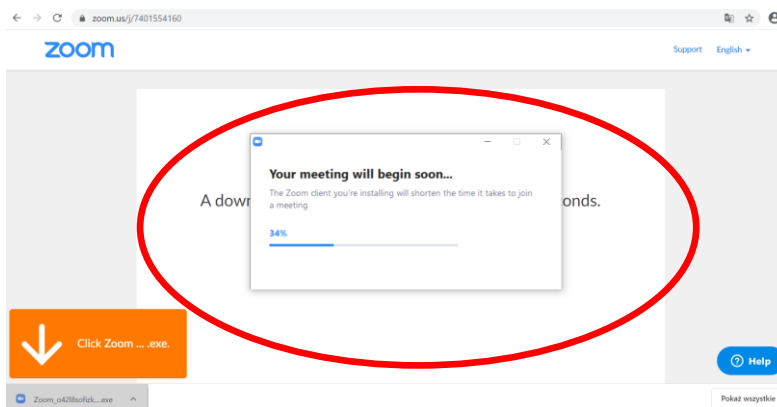 zoom.us/j/7401554160
zoom
Support English
Your meeting will begin soon...
The Zoom client you're installing will shorten the time it takes to join
a meeting
A down onds.
34%
Click Zoom ... .exe.
Help
Zoom_o42l8sofizk....exe
Pokaż wszystkie